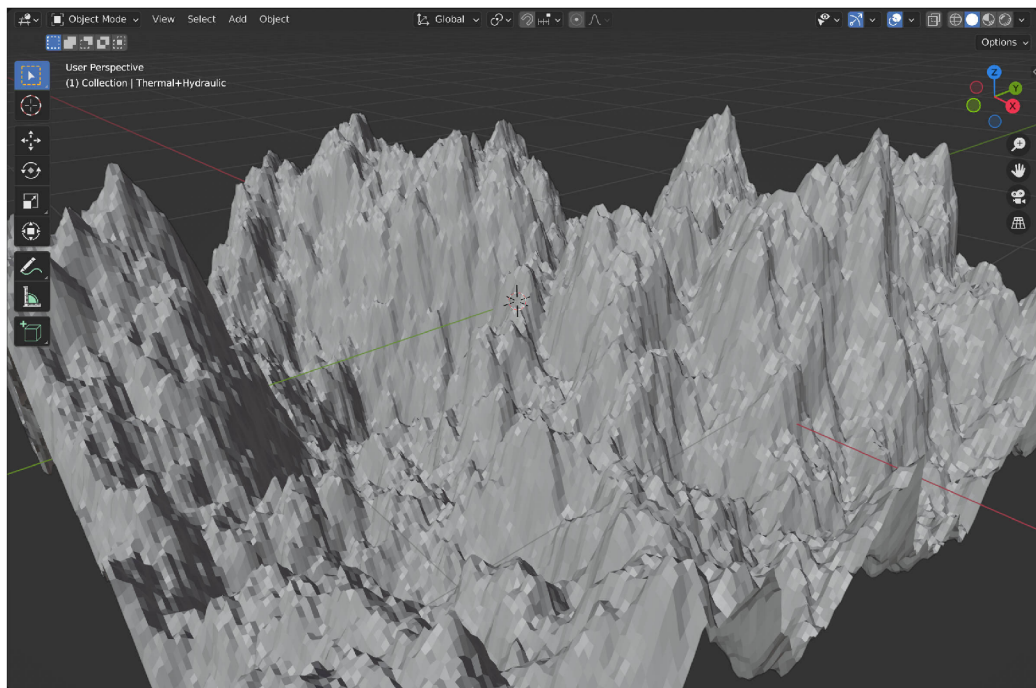 Object Mode View Select Add Object Global
Options
User Perspective
(1) Collection | Thermal+Hydraulic
Z
Y
X